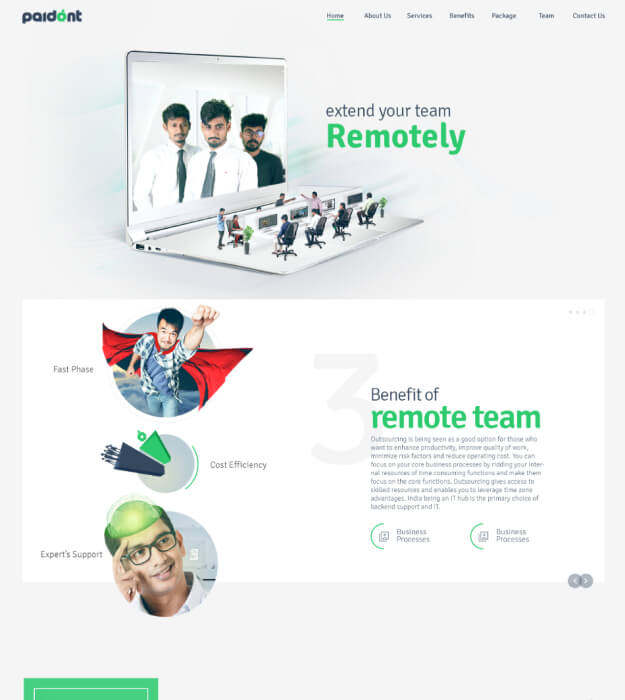 paidönt
Home About Us Services Benefits Package Team Contact Us
extend your team
Remotely
Fast Phase
Cost Efficiency
Expert's Support
3
Benefit of
remote team
Outsourcing is being seen as a good option for those who
want to enhance productivity, improve quality of work,
minimize risk factors and reduce operating cost. You can
focus on your core business processes by ridding your inter-
nal resources of time consuming functions and make them
focus on the core functions. Outsourcing gives access to
skilled resources and enables you to leverage time zone
advantages. India being an IT hub is the primary choice of
backend support and IT.
Business
Processes
Business
Processes